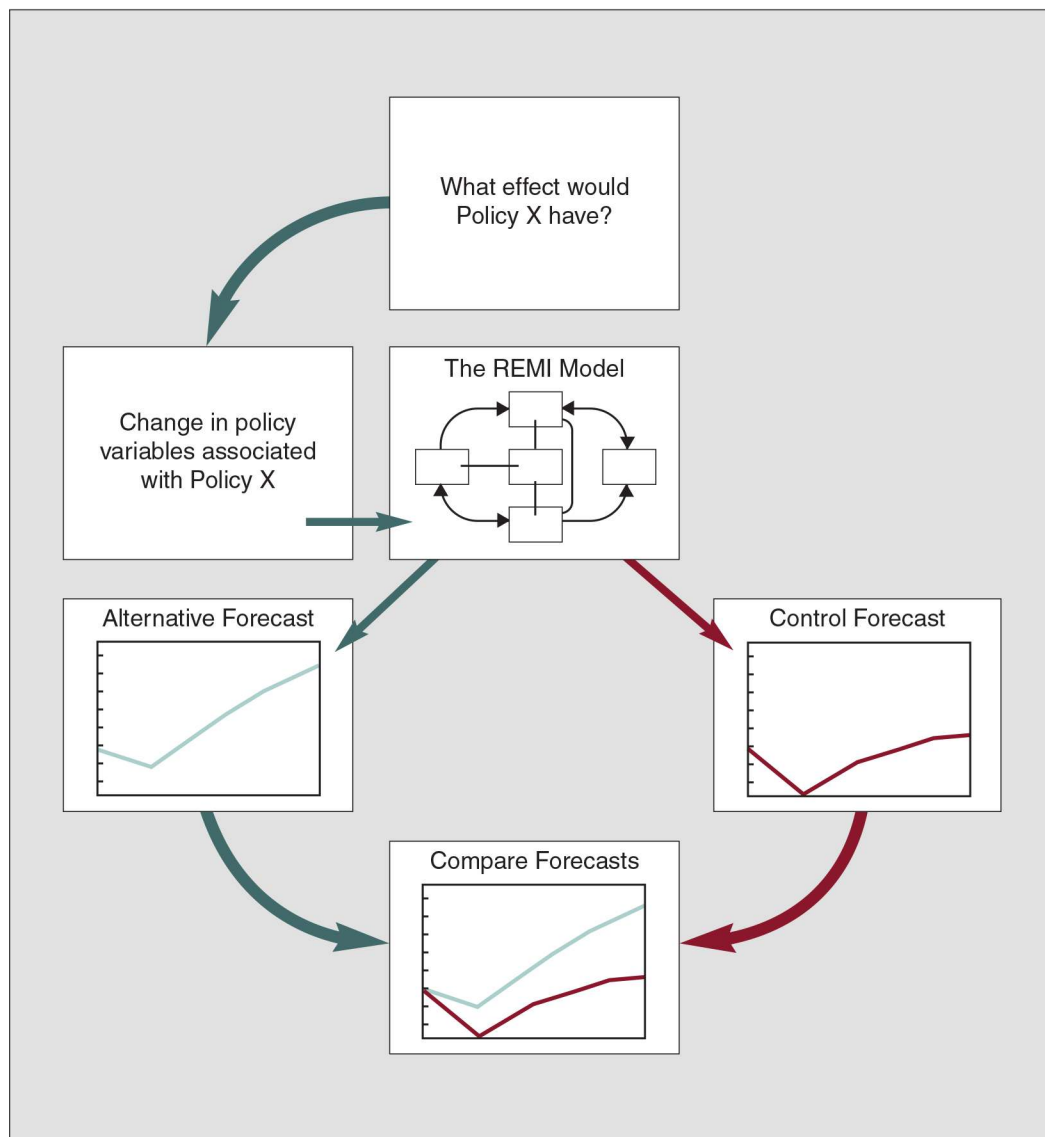 What effect would
Policy X have?
Change in policy
variables associated
with Policy X
The REMI Model
Alternative Forecast
Control Forecast
Compare Forecasts